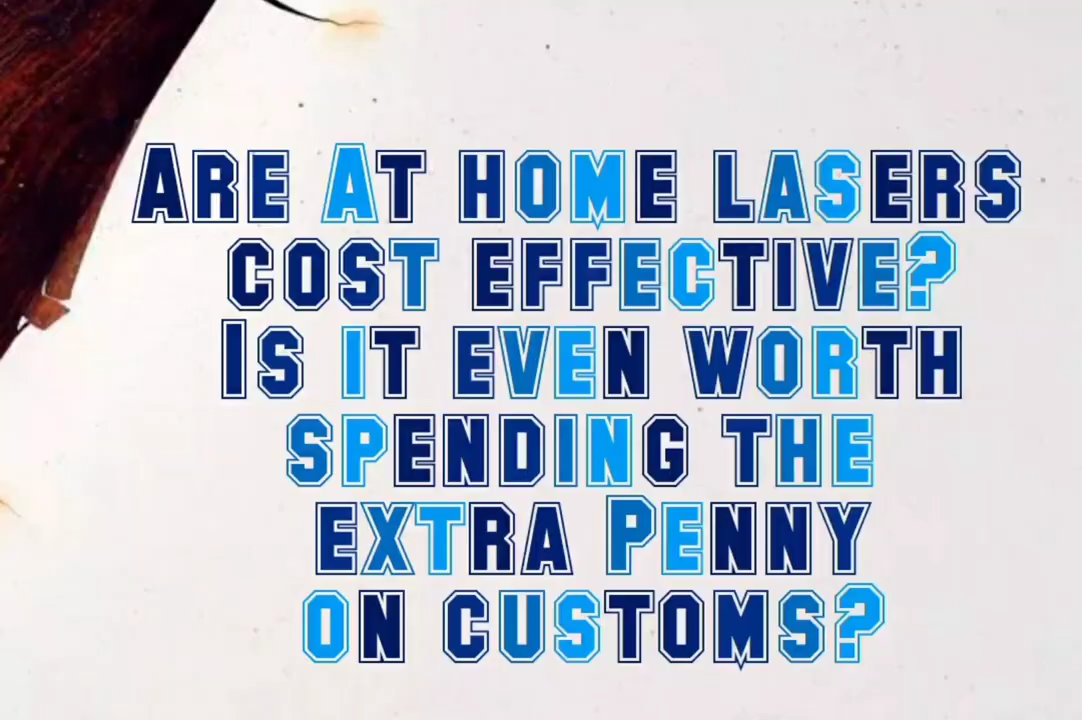 Are At home lasers
cost effective?
Is it even worth
spending the
extra Penny
on customs?